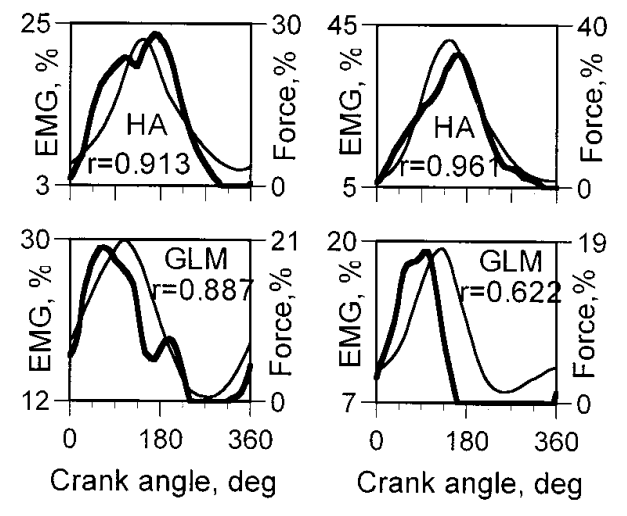 25 30 45 40
EMG, % Force,% EMG, % Force,%
HA HA
r=0.913 r=0.961
3 0 5 0
30 21 20 19
EMG, % GLM Force,% EMG, % GLM Force,%
r=0.887 r=0.622
12 0 7 0
0 180 360 0 180 360
Crank angle, deg Crank angle, deg